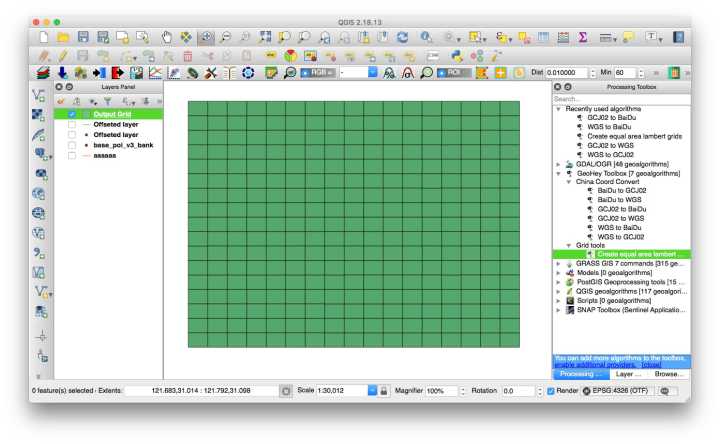 QGIS 2.18.13
RGB =
-
ROI
Dist 0.010000
Min 60
Layers Panel
Output Grid
Offseted layer
Offseted layer
base_poi_v3_bank
aaaaaa
Processing Toolbox
Search...
Recently used algorithms
GCJ02 to BaiDu
WGS to BaiDu
Create equal area lambert grids
GCJ02 to WGS
WGS to GCJ02
GDAL/OGR [48 geoalgorithms]
GeoHey Toolbox [7 geoalgorithms]
China Coord Convert
BaiDu to GCJ02
BaiDu to WGS
GCJ02 to BaiDu
GCJ02 to WGS
WGS to BaiDu
WGS to GCJ02
Grid tools
Create equal area lambert ...
GRASS GIS 7 commands [315 ge...
Models [0 geoalgorithms]
PostGIS Geoprocessing tools [15 ...
QGIS geoalgorithms [117 geoalgori...
Scripts [0 geoalgorithms]
SNAP Toolbox (Sentinel Applicatio...
You can add more algorithms to the toolbox,
enable additional providers. [close]
Processing ... Layer ... Browse...
0 feature(s) selected Extents: 121.683,31.014 : 121.792,31.098 Scale 1:30,012 Magnifier 100% Rotation 0.0 Render EPSG:4326 (OTF)